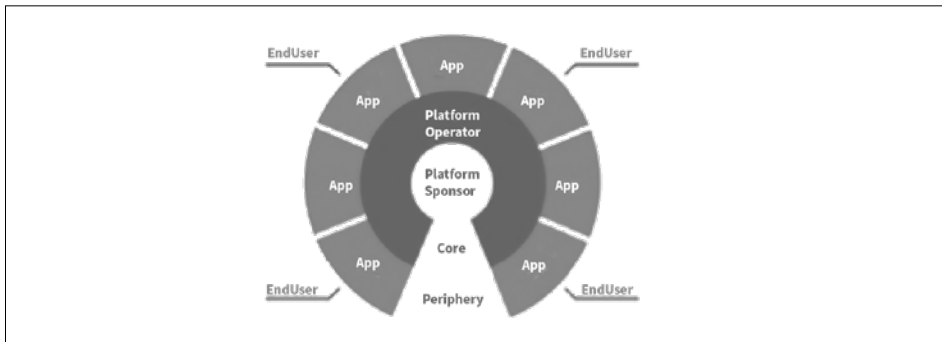 EndUser
EndUser
App
App
App
Platform
Operator
App
App
Platform
Sponsor
App
Core
App
EndUser
App
EndUser
Periphery